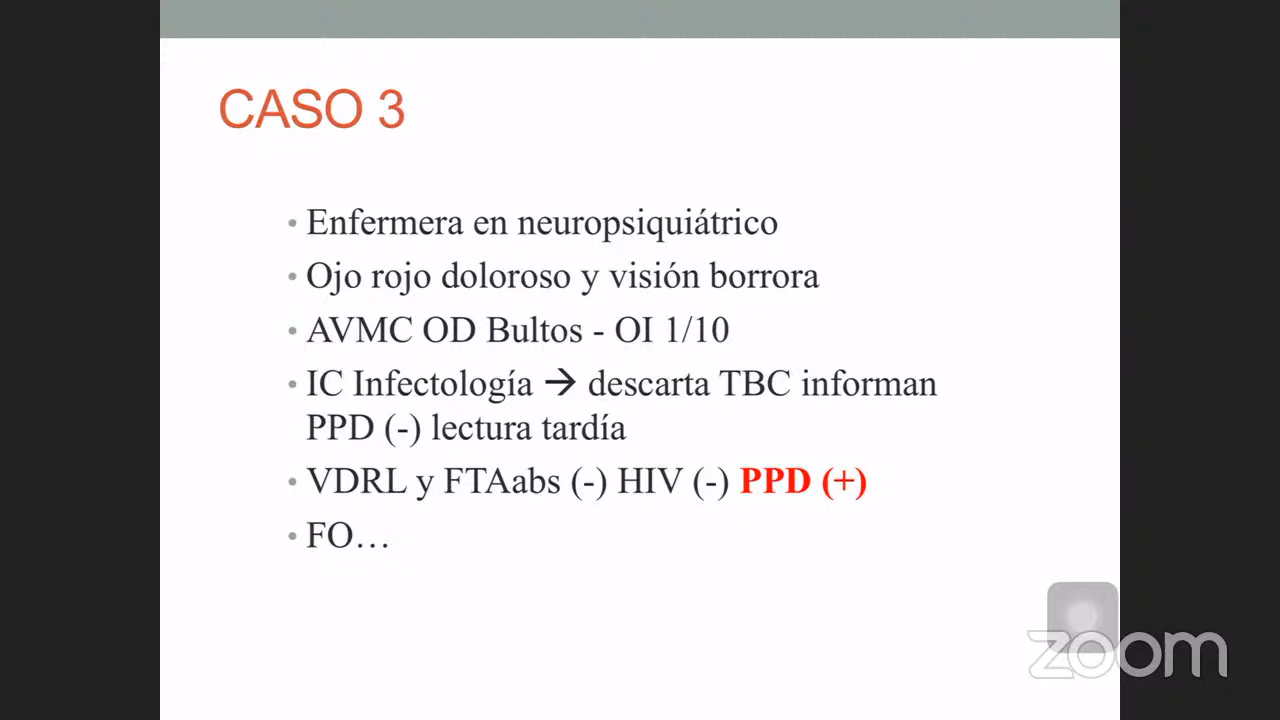 CASO 3
• Enfermera en neuropsiquiátrico
• Ojo rojo doloroso y visión borrora
• AVMC OD Bultos - OI 1/10
• IC Infectología → descarta TBC informan
PPD (-) lectura tardía
• VDRL y FTAabs (-) HIV (-) PPD (+)
• FO…
zoom